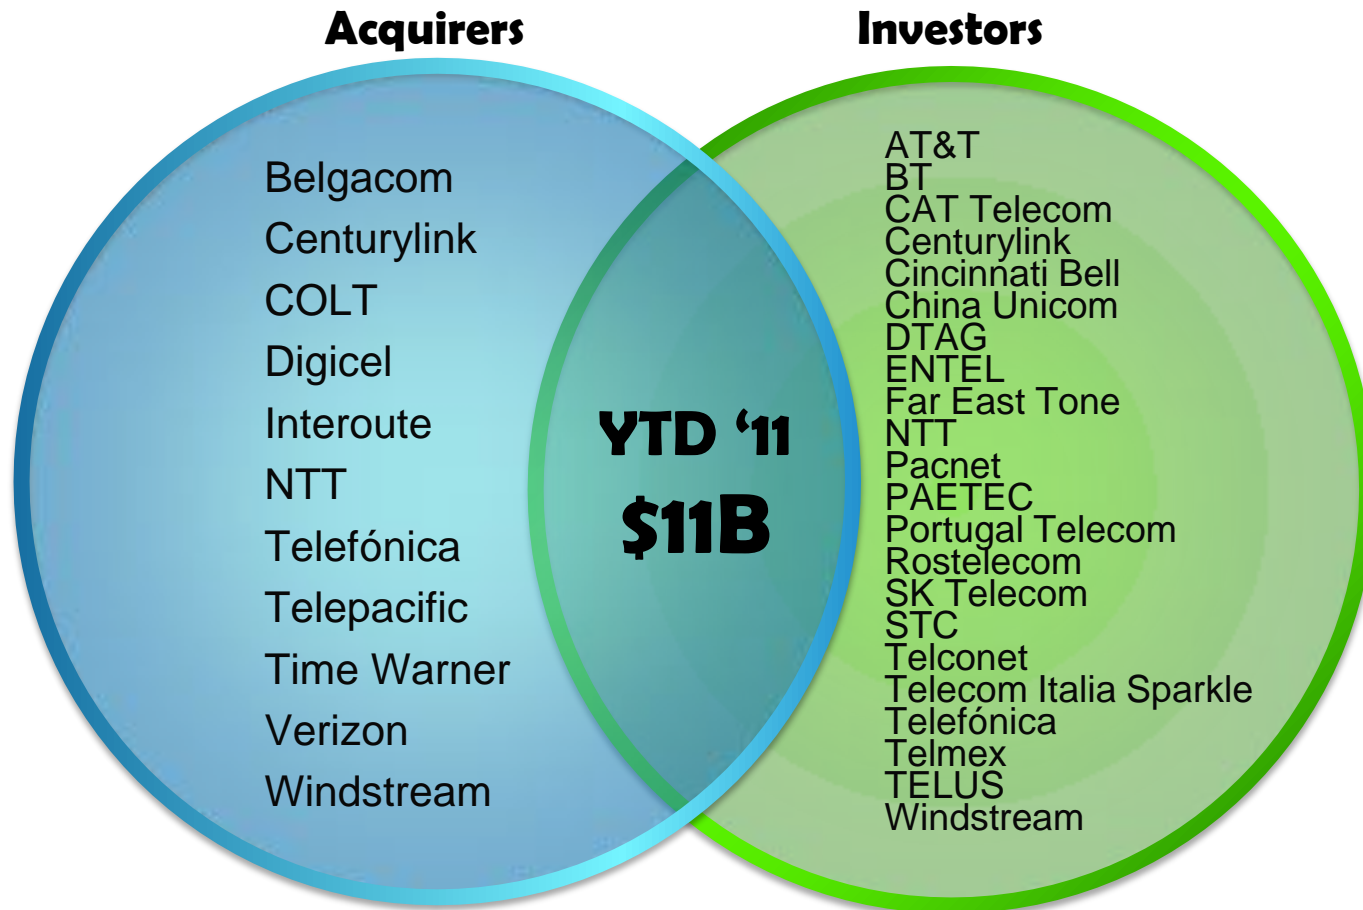 Acquirers
Investors
Belgacom
Centurylink
COLT
Digicel
Interoute
NTT
Telefónica
Telepacific
Time Warner
Verizon
Windstream
YTD ‘11
$11B
AT&T
BT
CAT Telecom
Centurylink
Cincinnati Bell
China Unicom
DTAG
ENTEL
Far East Tone
NTT
Pacnet
PAETEC
Portugal Telecom
Rostelecom
SK Telecom
STC
Telconet
Telecom Italia Sparkle
Telefónica
Telmex
TELUS
Windstream